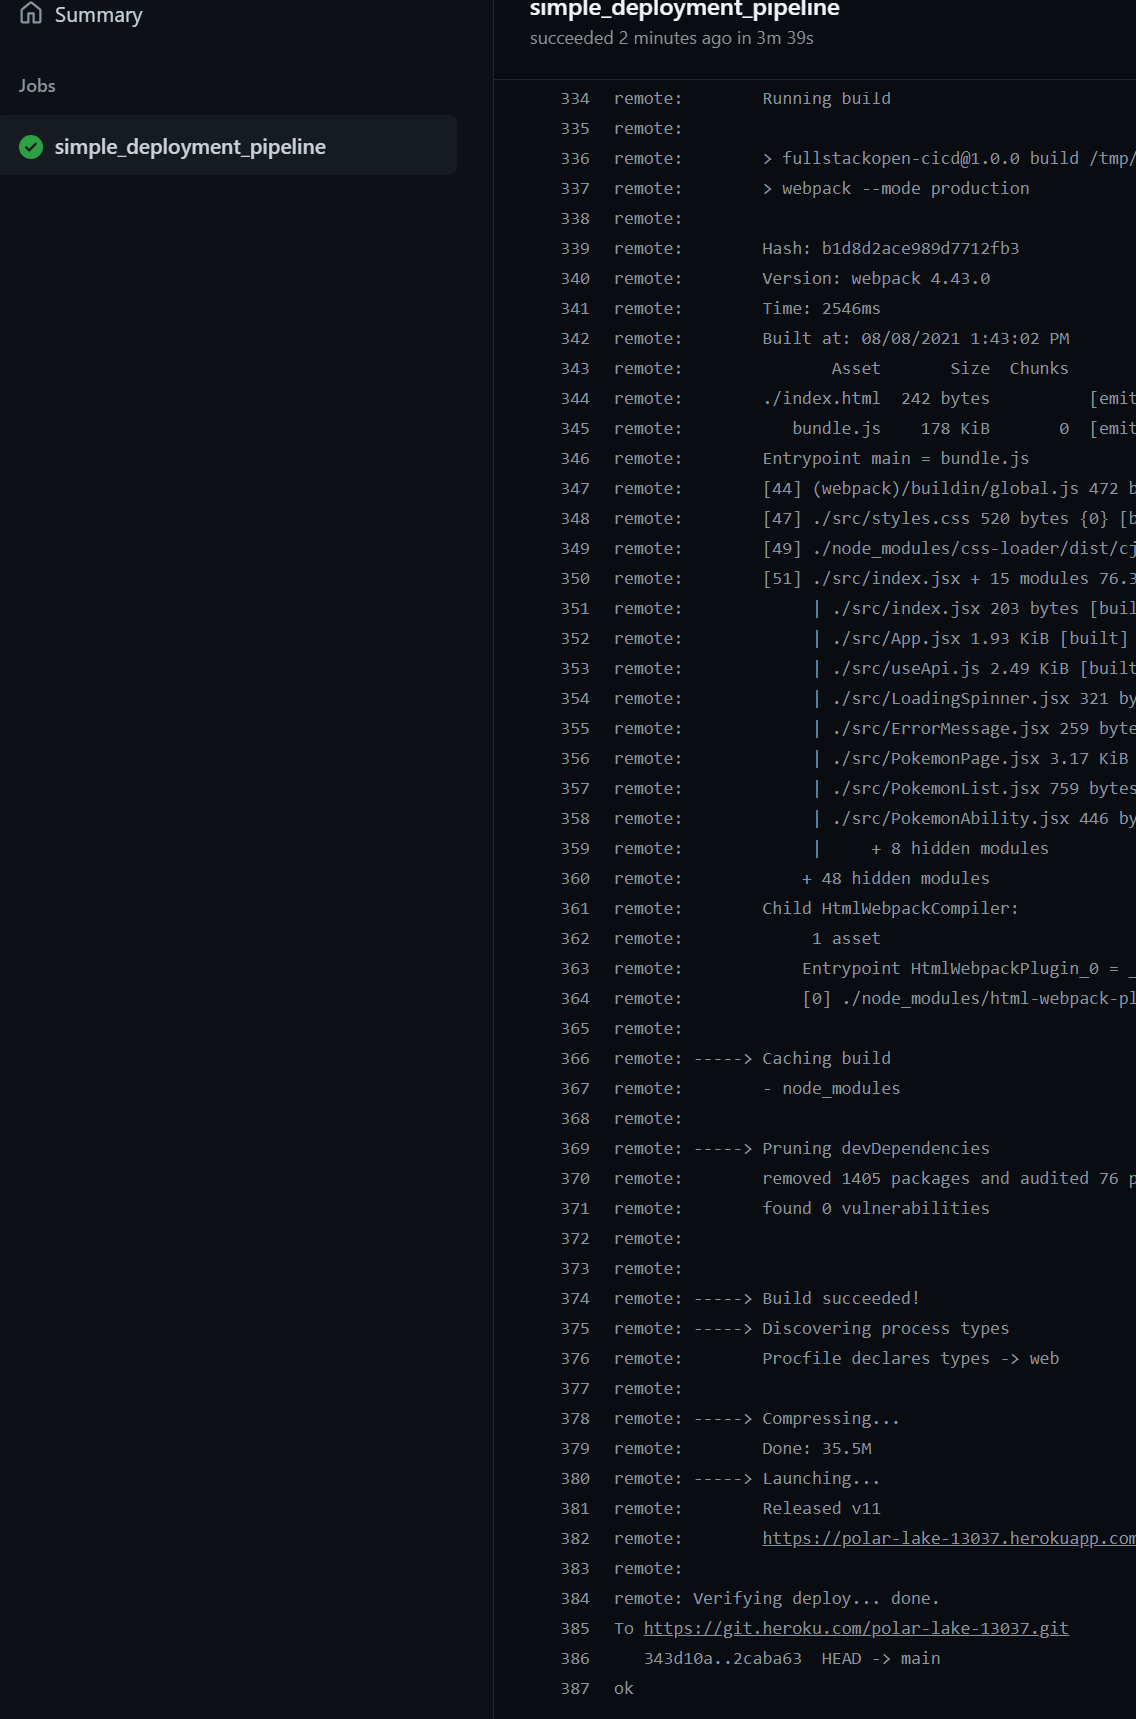 Summary
Jobs
simple_deployment_pipeline
simple_deployment_pipeline
succeeded 2 minutes ago in 3m 39s
334 remote: Running build
335 remote:
336 remote: > fullstackopen-cicd@1.0.0 build /tmp/
337 remote: > webpack --mode production
338 remote:
339 remote: Hash: b1d8d2ace989d7712fb3
340 remote: Version: webpack 4.43.0
341 remote: Time: 2546ms
342 remote: Built at: 08/08/2021 1:43:02 PM
343 remote: Asset Size Chunks
344 remote: ./index.html 242 bytes [emit
345 remote: bundle.js 178 KiB 0 [emit
346 remote: Entrypoint main = bundle.js
347 remote: [44] (webpack)/buildin/global.js 472 b
348 remote: [47] ./src/styles.css 520 bytes {0} [b
349 remote: [49] ./node_modules/css-loader/dist/cj
350 remote: [51] ./src/index.jsx + 15 modules 76.3
351 remote: | ./src/index.jsx 203 bytes [buil
352 remote: | ./src/App.jsx 1.93 KiB [built]
353 remote: | ./src/useApi.js 2.49 KiB [built
354 remote: | ./src/LoadingSpinner.jsx 321 by
355 remote: | ./src/ErrorMessage.jsx 259 byte
356 remote: | ./src/PokemonPage.jsx 3.17 KiB
357 remote: | ./src/PokemonList.jsx 759 bytes
358 remote: | ./src/PokemonAbility.jsx 446 by
359 remote: | + 8 hidden modules
360 remote: + 48 hidden modules
361 remote: Child HtmlWebpackCompiler:
362 remote: 1 asset
363 remote: Entrypoint HtmlWebpackPlugin_0 = _
364 remote: [0] ./node_modules/html-webpack-pl
365 remote:
366 remote: -----> Caching build
367 remote: - node_modules
368 remote:
369 remote: -----> Pruning devDependencies
370 remote: removed 1405 packages and audited 76 p
371 remote: found 0 vulnerabilities
372 remote:
373 remote:
374 remote: -----> Build succeeded!
375 remote: -----> Discovering process types
376 remote: Procfile declares types -> web
377 remote:
378 remote: -----> Compressing...
379 remote: Done: 35.5M
380 remote: -----> Launching...
381 remote: Released v11
382 remote: https://polar-lake-13037.herokuapp.com
383 remote:
384 remote: Verifying deploy... done.
385 To https://git.heroku.com/polar-lake-13037.git
386 343d10a..2caba63 HEAD -> main
387 ok